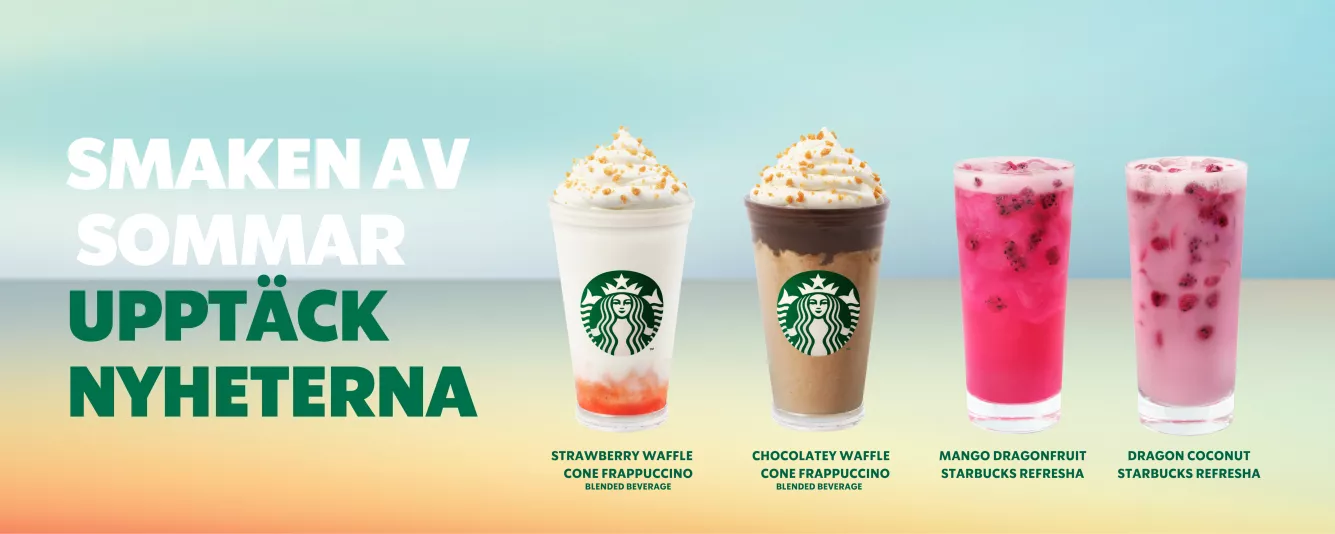 SMAKEN AV
SOMMAR
UPPTÄCK
NYHETERNA
STRAWBERRY WAFFLE
CONE FRAPPUCCINO
BLENDED BEVERAGE
CHOCOLATEY WAFFLE
CONE FRAPPUCCINO
BLENDED BEVERAGE
MANGO DRAGONFRUIT
STARBUCKS REFRESHA
DRAGON COCONUT
STARBUCKS REFRESHA